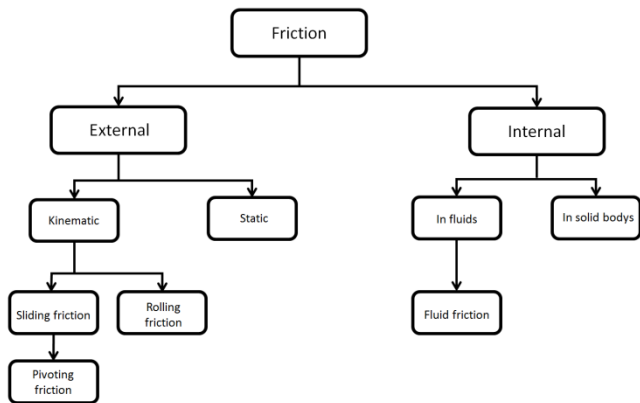 Friction
External
Internal
Kinematic
Static
In fluids
In solid bodys
Sliding friction
Rolling
friction
Fluid friction
Pivoting
friction